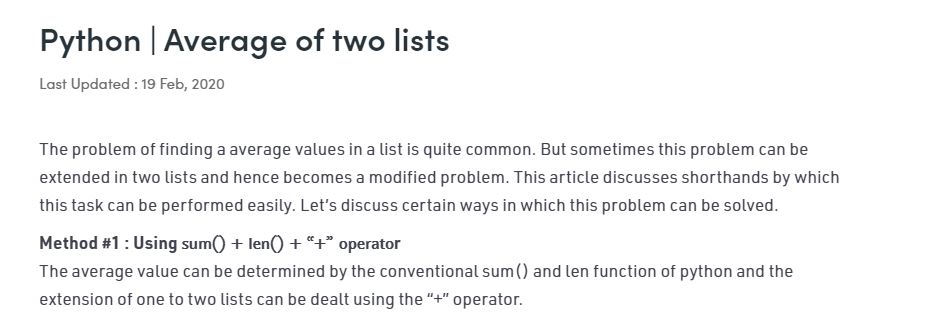 Python | Average of two lists
Last Updated : 19 Feb, 2020
The problem of finding a average values in a list is quite common. But sometimes this problem can be
extended in two lists and hence becomes a modified problem. This article discusses shorthands by which
this task can be performed easily. Let’s discuss certain ways in which this problem can be solved.
Method #1 : Using sum() + len() + “+” operator
The average value can be determined by the conventional sum() and len function of python and the
extension of one to two lists can be dealt using the “+” operator.